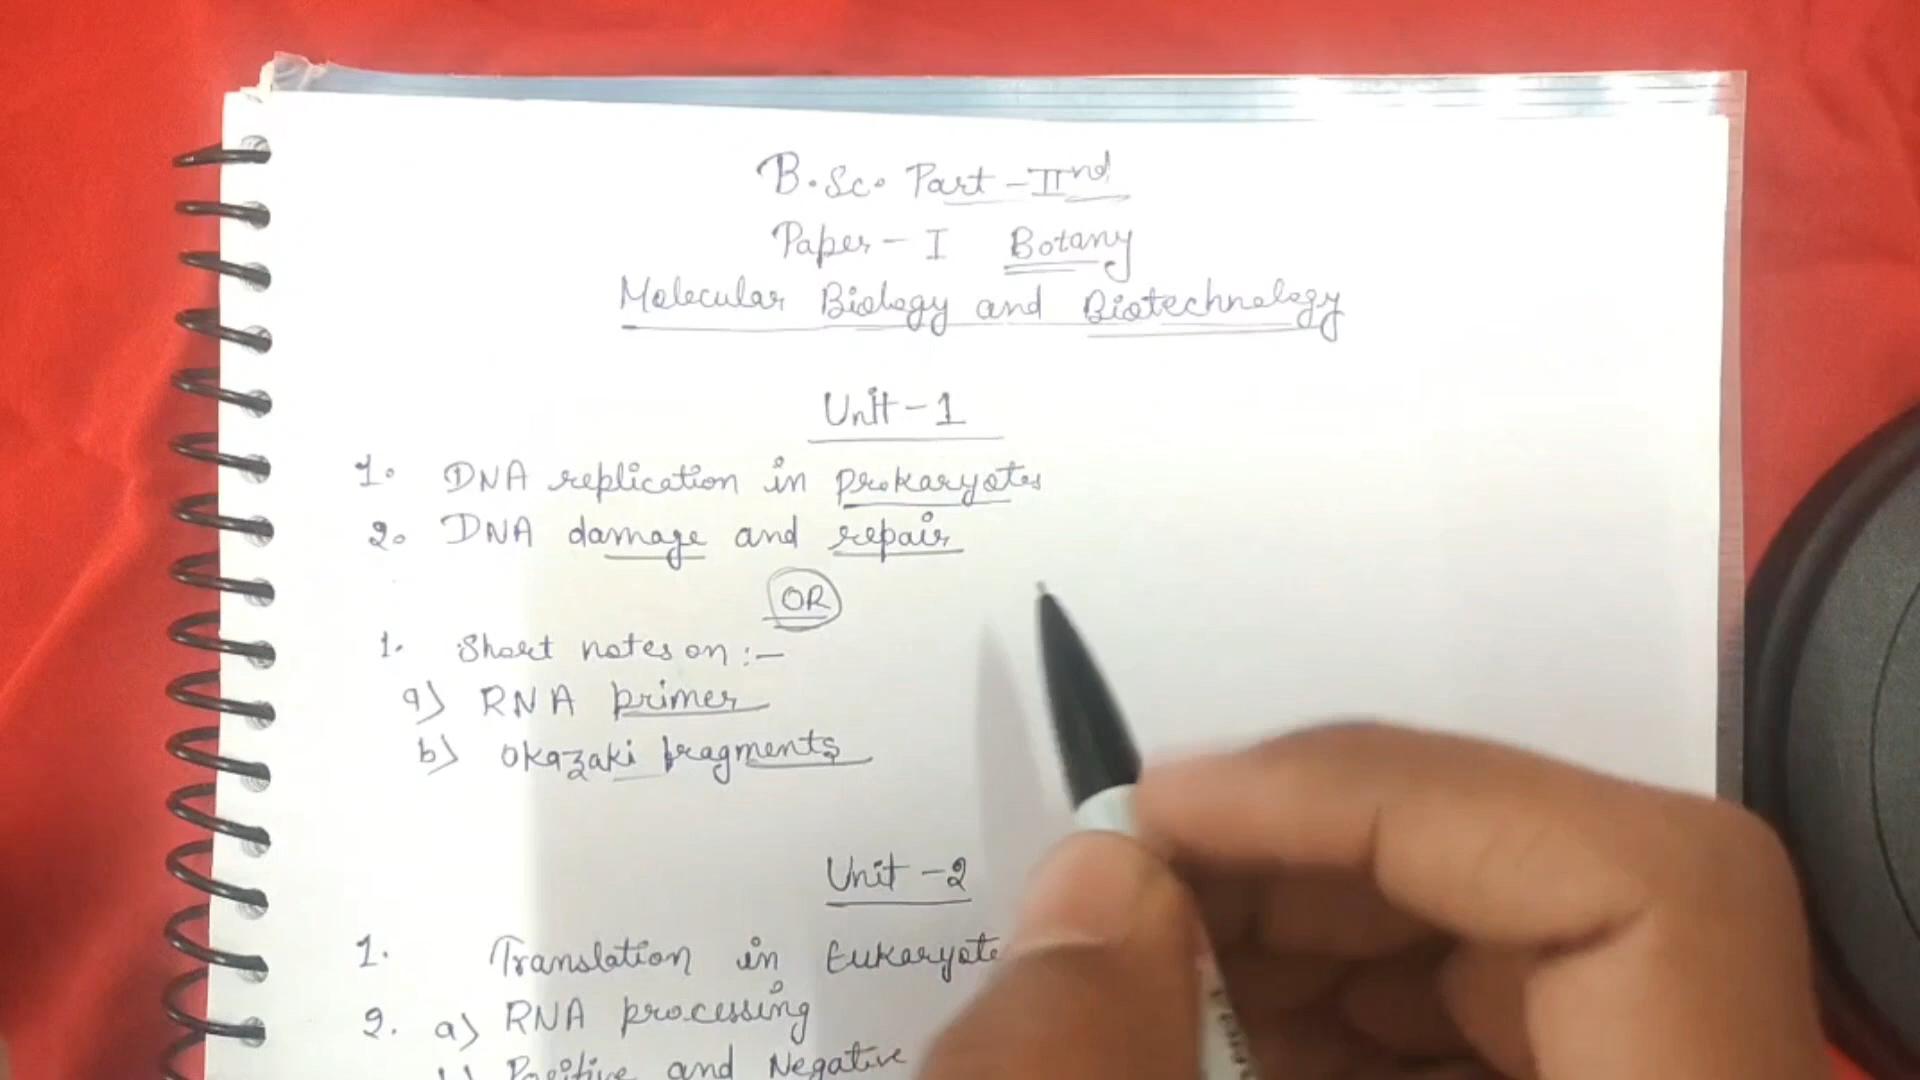 B.Sc. Part-IInd
Paper-I Botany
Molecular Biology and Biotechnology
Unit-1
1. DNA replication in prokaryotes
2. DNA damage and repair
OR
1. Short notes on :-
a) RNA primer
b) Okazaki fragments
Unit-2
1. Translation in Eukaryote
2. a) RNA processing
b) Positive and Negative